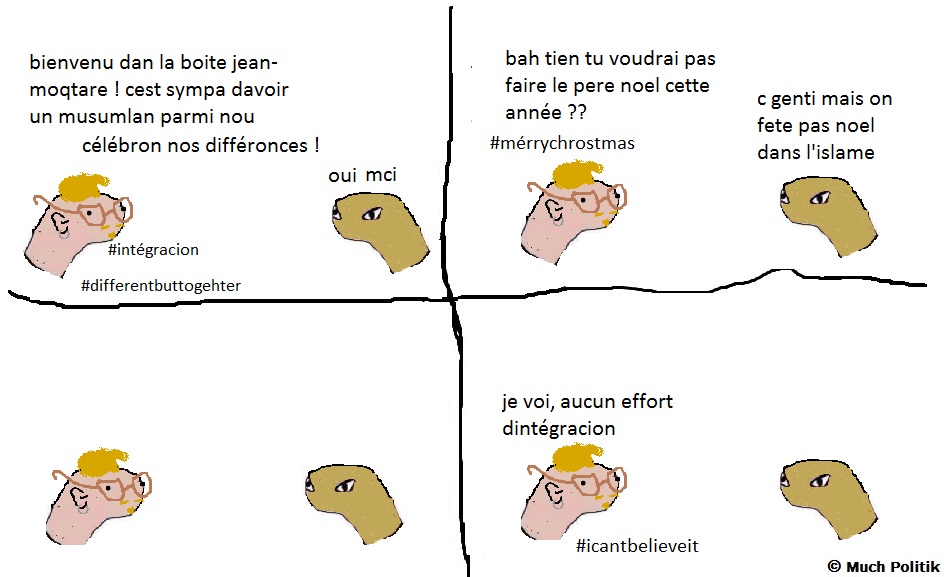 bienvenu dan la boite jean-
moqtare ! cest sympa davoir
un musumlan parmi nou
célébron nos différonces !
oui mci
#intégracion
#differentbuttogehter
bah tien tu voudrai pas
faire le pere noel cette
année ??
#mérrychrostmas
c genti mais on
fete pas noel
dans l'islame
je voi, aucun effort
dintégracion
#icantbelieveit
© Much Politik